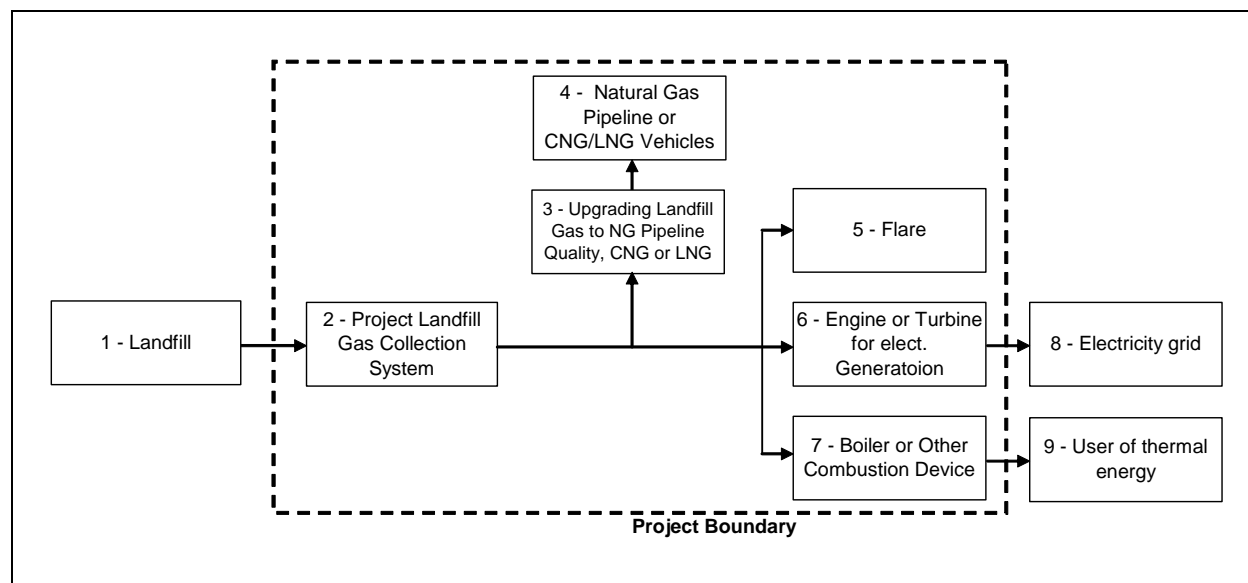 4 - Natural Gas
Pipeline or
CNG/LNG Vehicles
3 - Upgrading Landfill
Gas to NG Pipeline
Quality, CNG or LNG
5 - Flare
1 - Landfill
2 - Project Landfill
Gas Collection
System
6 - Engine or Turbine
for elect.
Generatoion
8 - Electricity grid
7 - Boiler or Other
Combustion Device
9 - User of thermal
energy
Project Boundary